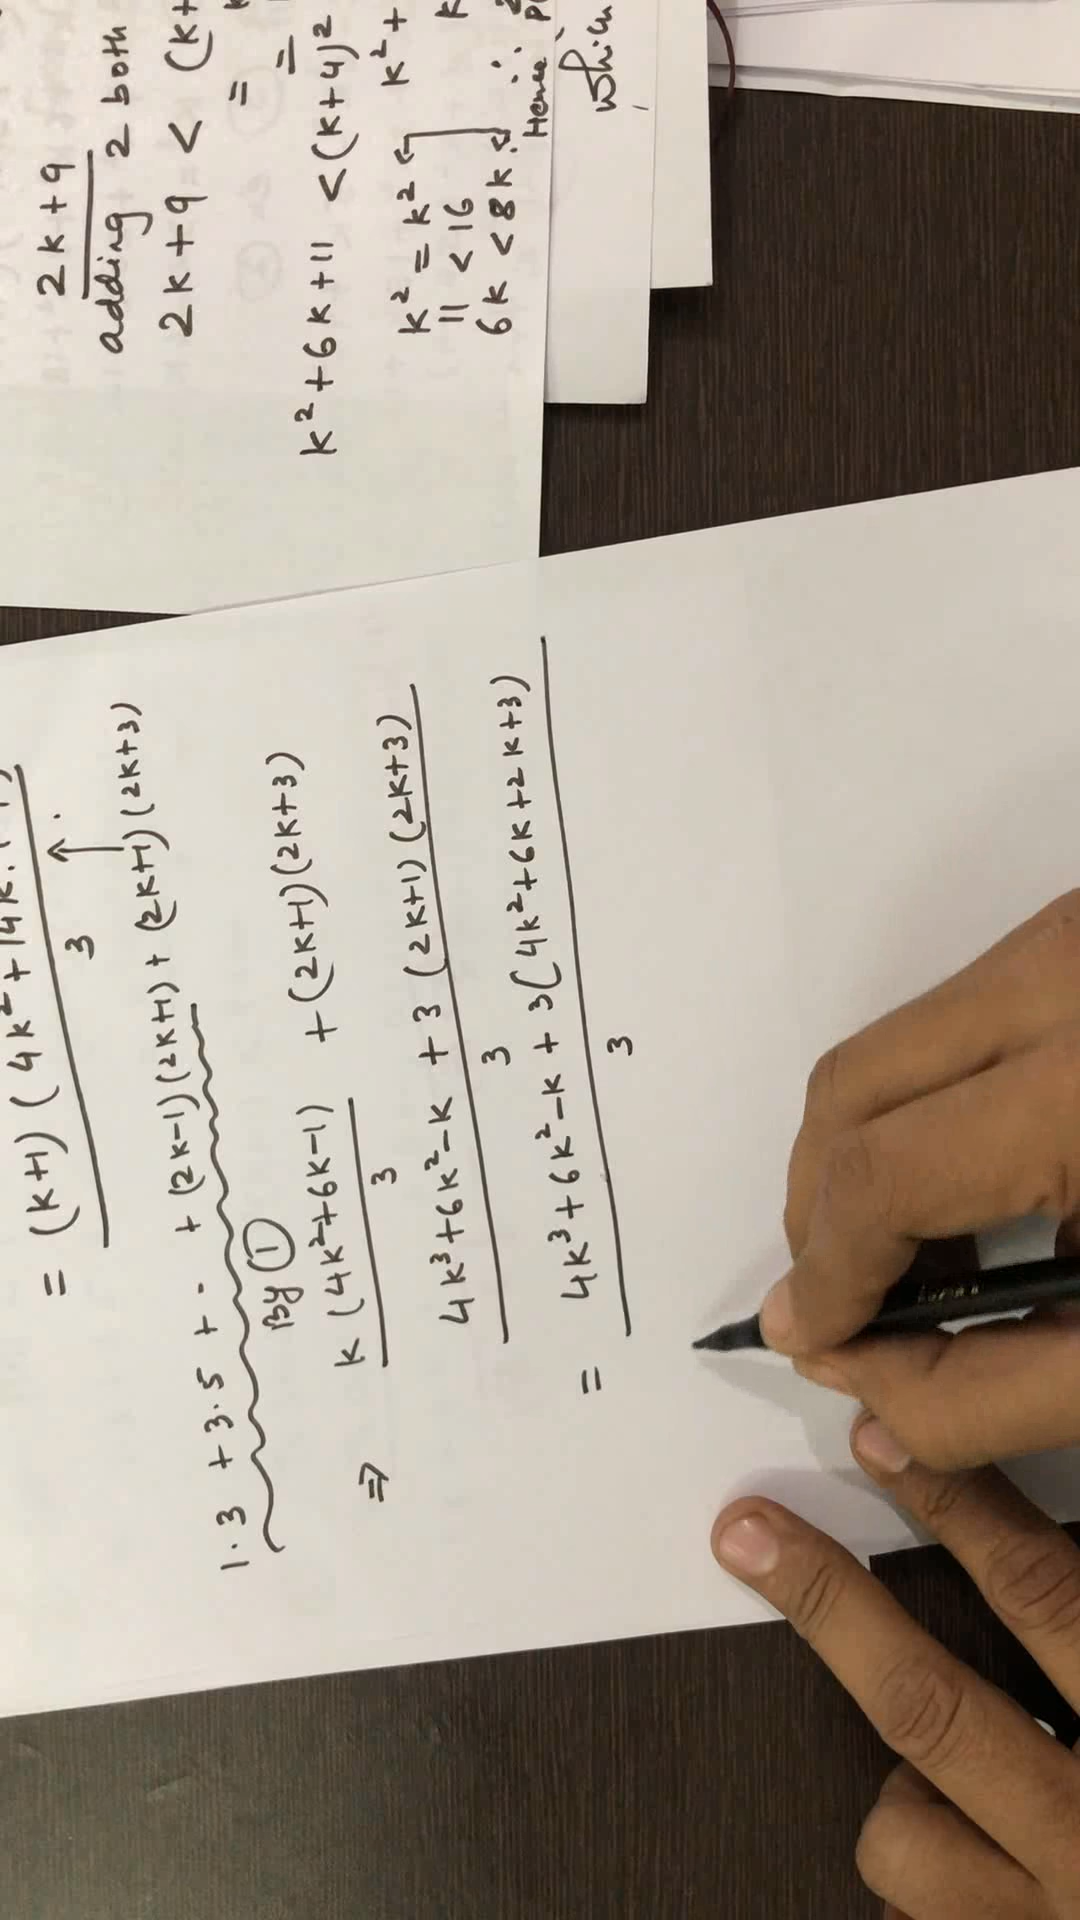 2k+9
adding 2 both
2k+9 < (k+
=
k²+6k+11 < (k+4)²
k² = k²
11 < 16
6k < 8k
k²+
k
Hence
which
= (k+1) ( 4k²+14k
3
1.3 +3.5 + .. + (2k-1)(2k+1) + (2k+1)(2k+3)
By ①
⇒ k (4k²+6k-1) + (2k+1)(2k+3)
3
4k³+6k²-k + 3 (2k+1) (2k+3)
3
= 4k³+6k²-k + 3(4k²+6k+2k+3)
3